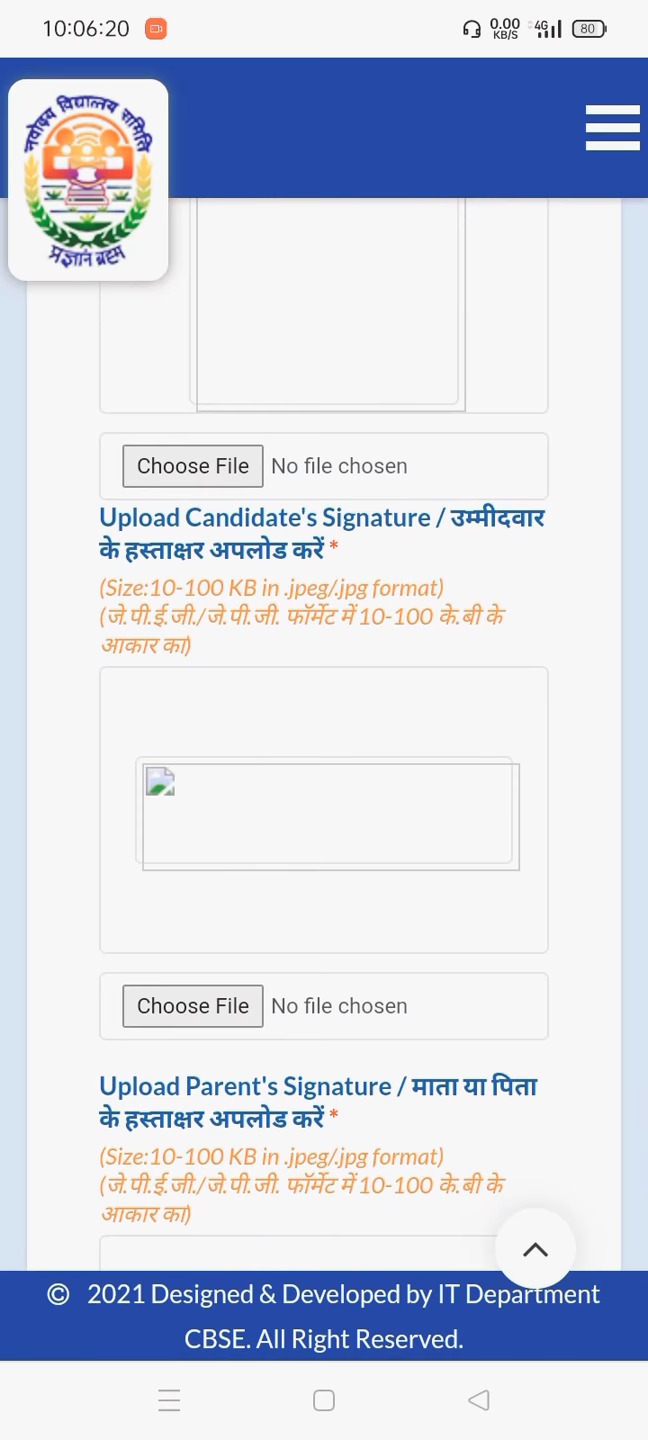 10:06:20
0.00
KB/S
4G
80
नवोदय विद्यालय समिति
प्रज्ञानं ब्रह्म
Choose File No file chosen
Upload Candidate's Signature / उम्मीदवार
के हस्ताक्षर अपलोड करें *
(Size:10-100 KB in .jpeg/.jpg format)
(जे.पी.ई.जी./जे.पी.जी. फॉर्मेट में 10-100 के.बी के
आकार का)
Choose File No file chosen
Upload Parent's Signature / माता या पिता
के हस्ताक्षर अपलोड करें *
(Size:10-100 KB in .jpeg/.jpg format)
(जे.पी.ई.जी./जे.पी.जी. फॉर्मेट में 10-100 के.बी के
आकार का)
© 2021 Designed & Developed by IT Department
CBSE. All Right Reserved.